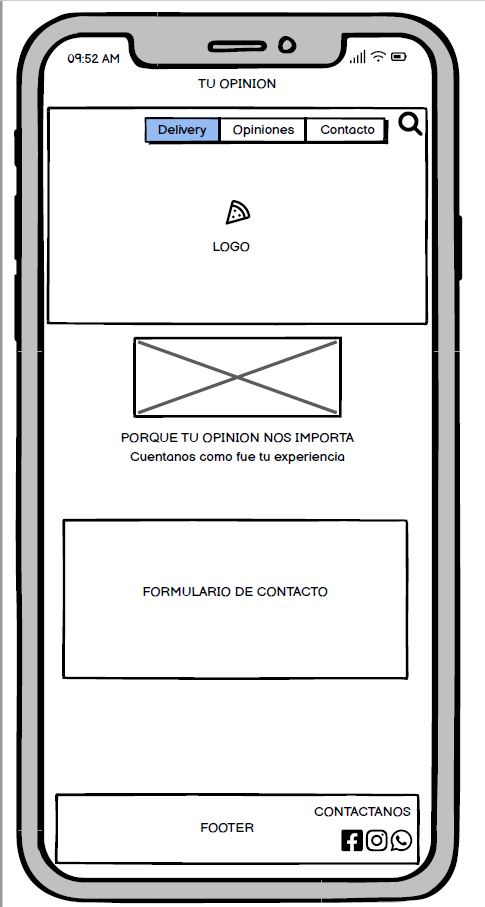 09:52 AM
TU OPINION
Delivery Opiniones Contacto
LOGO
PORQUE TU OPINION NOS IMPORTA
Cuentanos como fue tu experiencia
FORMULARIO DE CONTACTO
CONTACTANOS
FOOTER